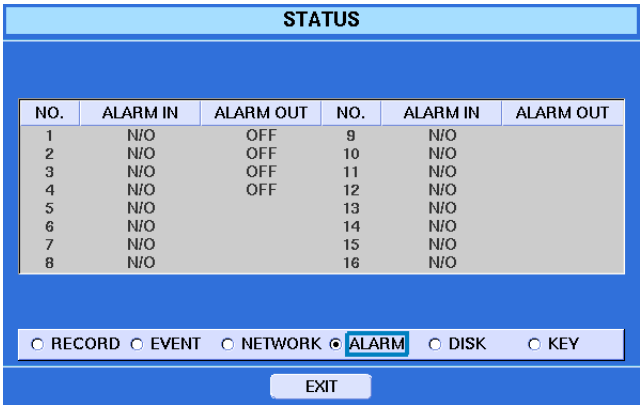 STATUS
NO. ALARM IN ALARM OUT NO. ALARM IN ALARM OUT
1 N/O OFF 9 N/O
2 N/O OFF 10 N/O
3 N/O OFF 11 N/O
4 N/O OFF 12 N/O
5 N/O 13 N/O
6 N/O 14 N/O
7 N/O 15 N/O
8 N/O 16 N/O
RECORD EVENT NETWORK ALARM DISK KEY
EXIT